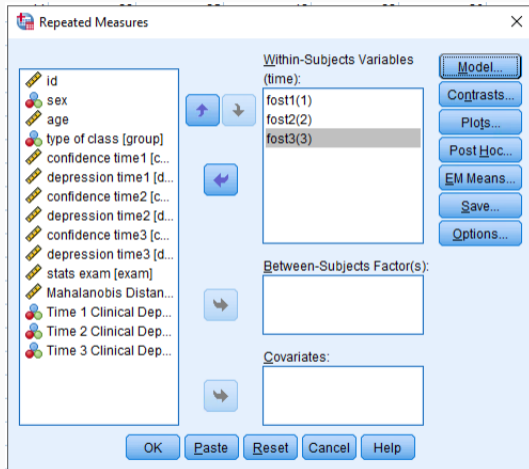 Repeated Measures
id
sex
age
type of class [group]
confidence time1 [c...
depression time1 [d...
confidence time2 [c...
depression time2 [d...
confidence time3 [c...
depression time3 [d...
stats exam [exam]
Mahalanobis Distan...
Time 1 Clinical Dep...
Time 2 Clinical Dep...
Time 3 Clinical Dep...
Within-Subjects Variables
(time):
fost1(1)
fost2(2)
fost3(3)
Between-Subjects Factor(s):
Covariates:
Model...
Contrasts...
Plots...
Post Hoc...
EM Means...
Save...
Options...
OK Paste Reset Cancel Help